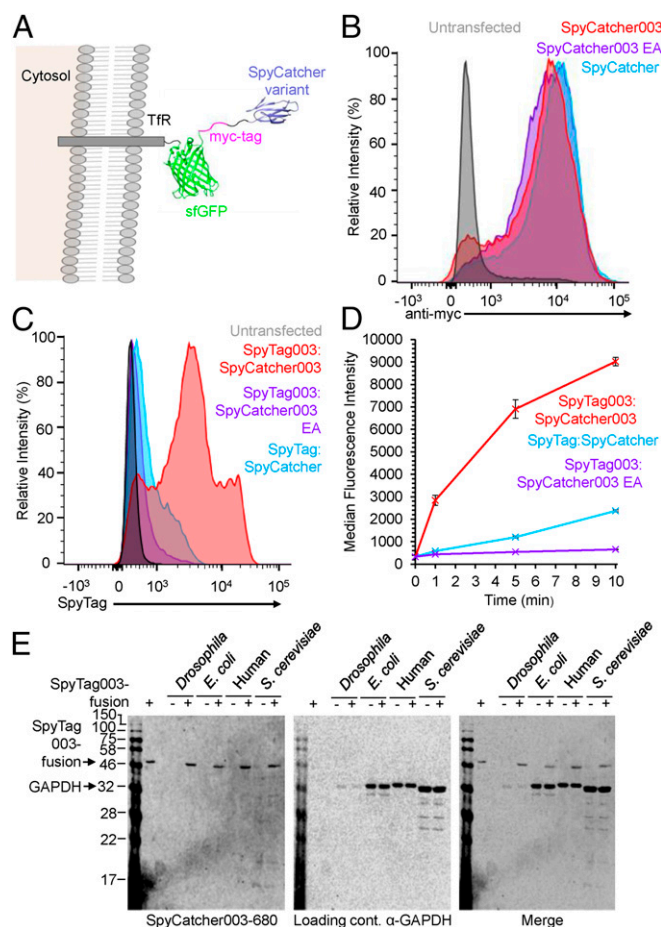 A
Cytosol
TfR
SpyCatcher
variant
myc-tag
sfGFP
B
Untransfected
SpyCatcher003
SpyCatcher003 EA
SpyCatcher
Relative Intensity (%)
100
80
60
40
20
0
-10³ 0 10³ 10⁴ 10⁵
anti-myc
C
Untransfected
SpyTag003:
SpyCatcher003
SpyTag003:
SpyCatcher003
EA
SpyTag:
SpyCatcher
Relative Intensity (%)
100
80
60
40
20
0
-10³ 0 10³ 10⁴ 10⁵
SpyTag
D
Median Fluorescence Intensity
10000
9000
8000
7000
6000
5000
4000
3000
2000
1000
0
SpyTag003:
SpyCatcher003
SpyTag:SpyCatcher
SpyTag003:
SpyCatcher003 EA
0 1 2 3 4 5 6 7 8 9 10
Time (min)
E
Drosophila E. coli Human S. cerevisiae
Drosophila E. coli Human S. cerevisiae
Drosophila E. coli Human S. cerevisiae
SpyTag003-
fusion + - + - + - + - +
+ - + - + - + - +
+ - + - + - + - +
150
100
75
58
46
32
28
22
17
SpyTag
003-
fusion
GAPDH
SpyCatcher003-680
Loading cont. α-GAPDH
Merge